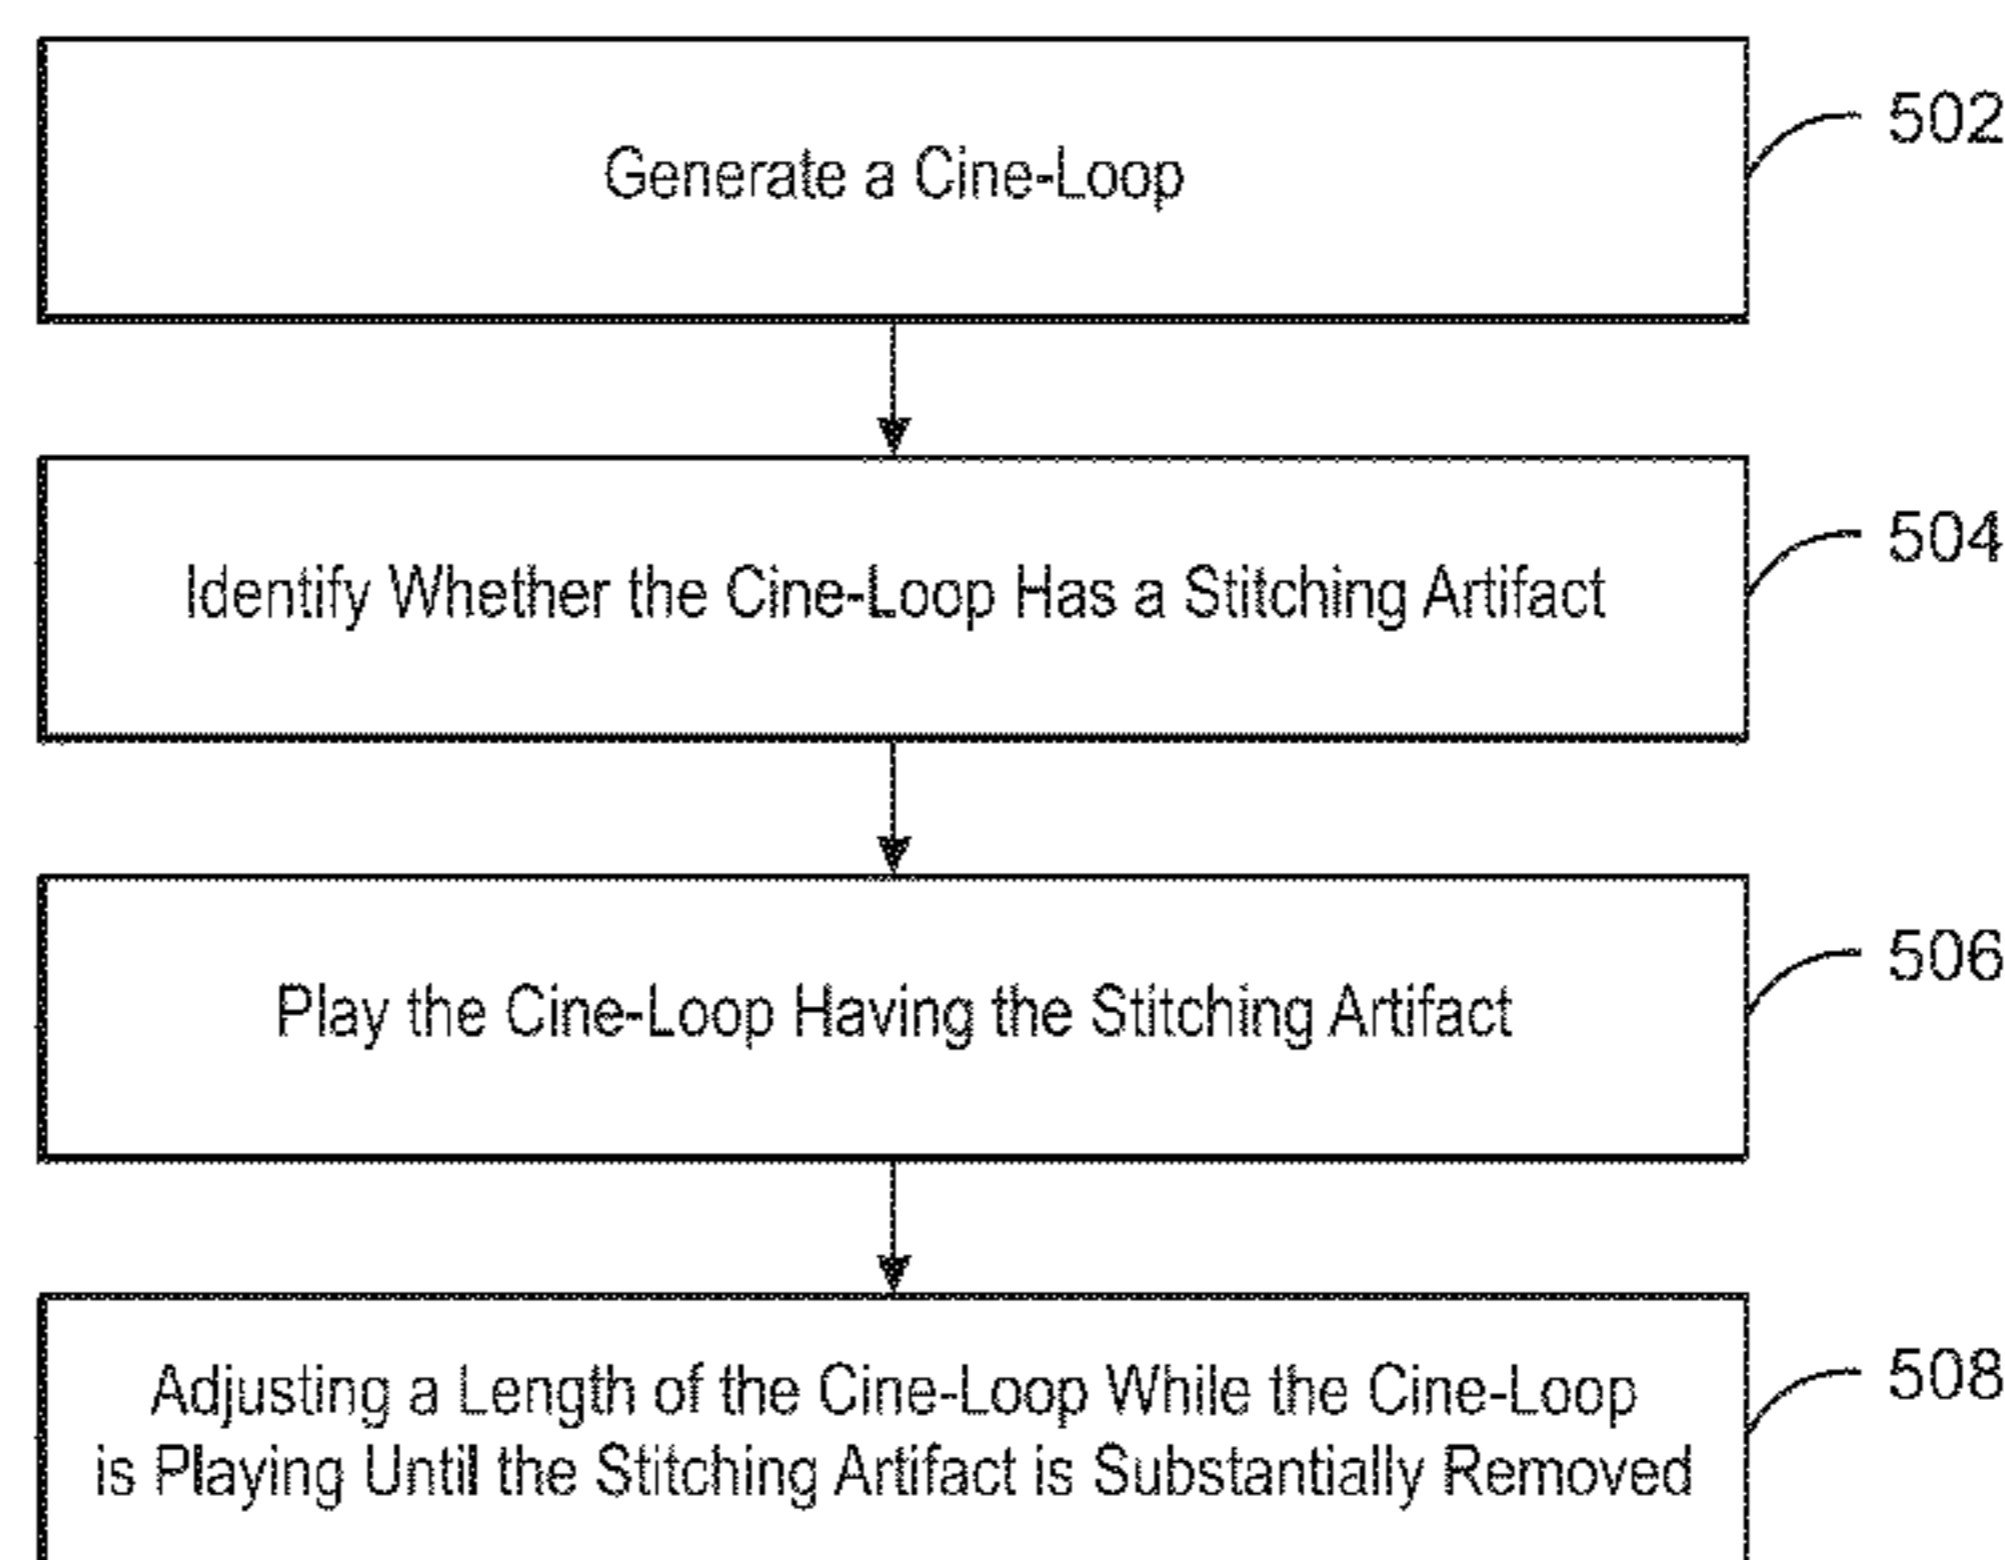 Generate a Cine-Loop
502
Identify Whether the Cine-Loop Has a Stitching Artifact
504
Play the Cine-Loop Having the Stitching Artifact
506
Adjusting a Length of the Cine-Loop While the Cine-Loop
is Playing Until the Stitching Artifact is Substantially Removed
508